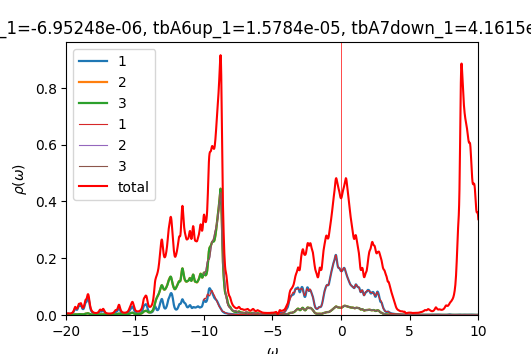 _1=-6.95248e-06, tbA6up_1=1.5784e-05, tbA7down_1=4.1615e
1
2
3
1
2
3
total
ρ(ω)
0.8
0.6
0.4
0.2
0.0
−20 −15 −10 −5 0 5 10
ω